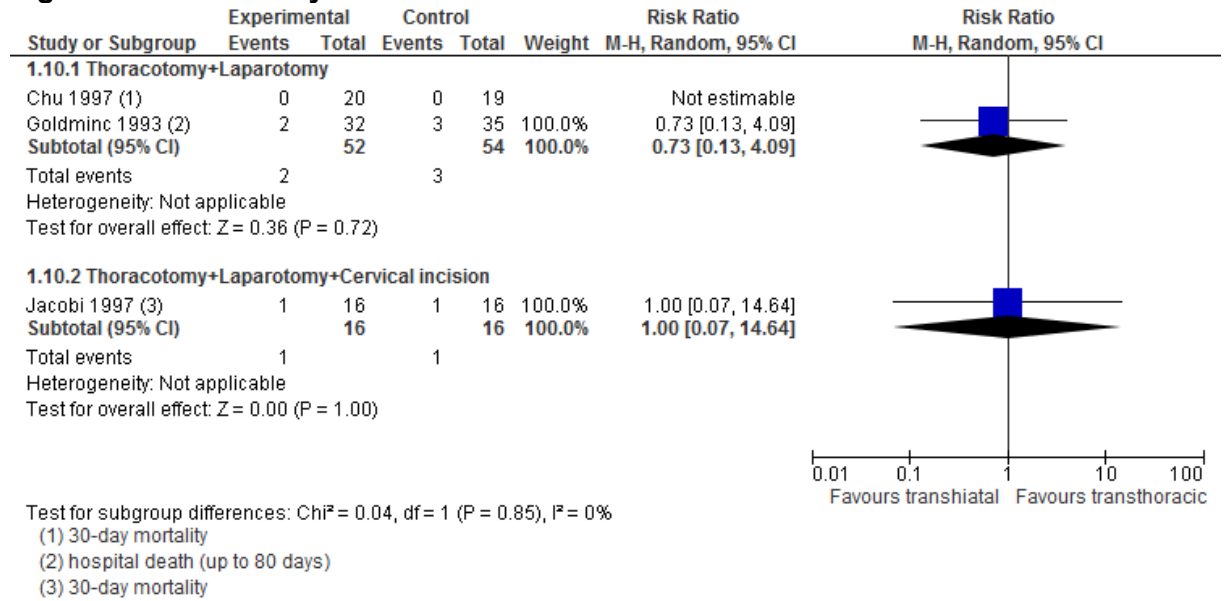 Experimental Control Risk Ratio Risk Ratio
Study or Subgroup Events Total Events Total Weight M-H, Random, 95% CI M-H, Random, 95% CI
1.10.1 Thoracotomy+Laparotomy
Chu 1997 (1) 0 20 0 19 Not estimable
Goldminc 1993 (2) 2 32 3 35 100.0% 0.73 [0.13, 4.09]
Subtotal (95% CI) 52 54 100.0% 0.73 [0.13, 4.09]
Total events 2 3
Heterogeneity: Not applicable
Test for overall effect: Z = 0.36 (P = 0.72)
1.10.2 Thoracotomy+Laparotomy+Cervical incision
Jacobi 1997 (3) 1 16 1 16 100.0% 1.00 [0.07, 14.64]
Subtotal (95% CI) 16 16 100.0% 1.00 [0.07, 14.64]
Total events 1 1
Heterogeneity: Not applicable
Test for overall effect: Z = 0.00 (P = 1.00)
0.01 0.1 1 10 100
Favours transhiatal Favours transthoracic
Test for subgroup differences: Chi² = 0.04, df = 1 (P = 0.85), I² = 0%
(1) 30-day mortality
(2) hospital death (up to 80 days)
(3) 30-day mortality